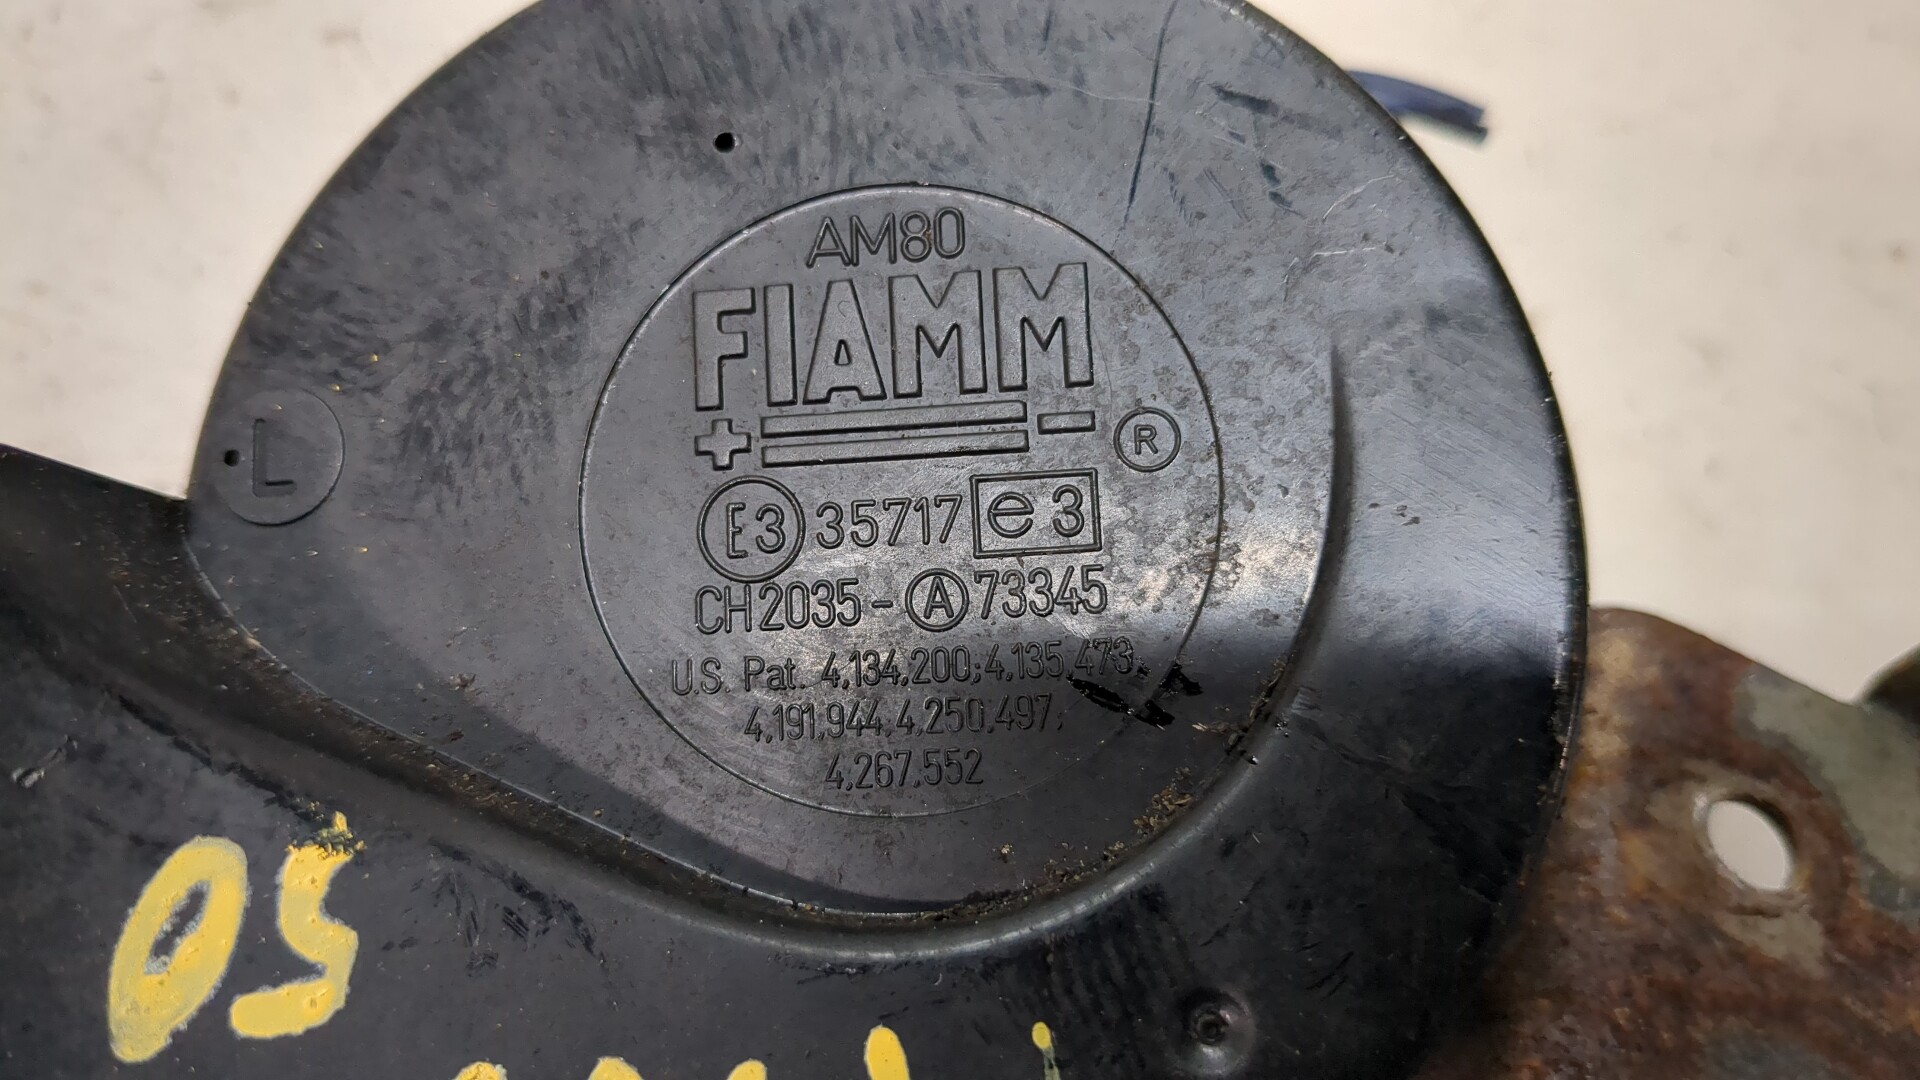 AM80
FIAMM
+ -
®
L
E3 35717 e3
CH2035-Ⓐ73345
U.S. Pat. 4,134,200;4,135,473,
4,191,944,4,250,497;
4,267,552
05